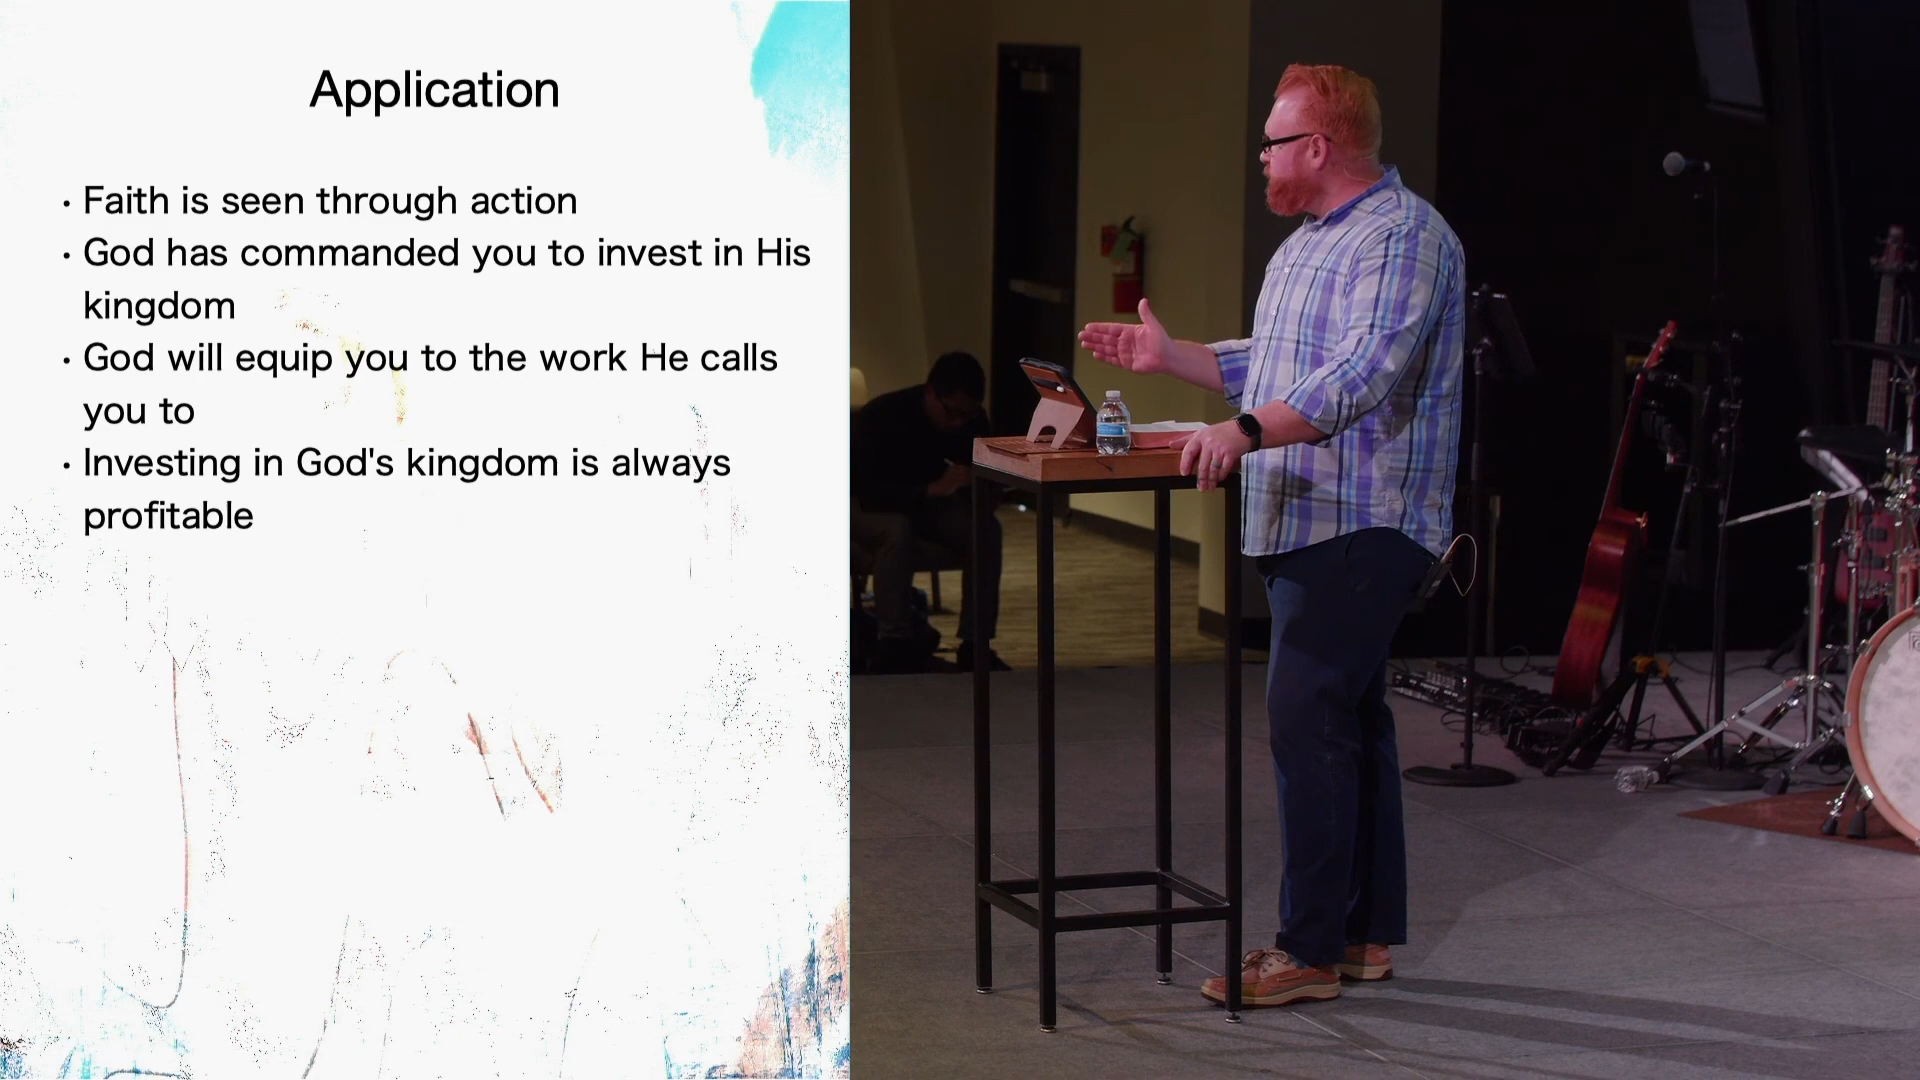 Application
• Faith is seen through action
• God has commanded you to invest in His
kingdom
• God will equip you to the work He calls
you to
• Investing in God's kingdom is always
profitable